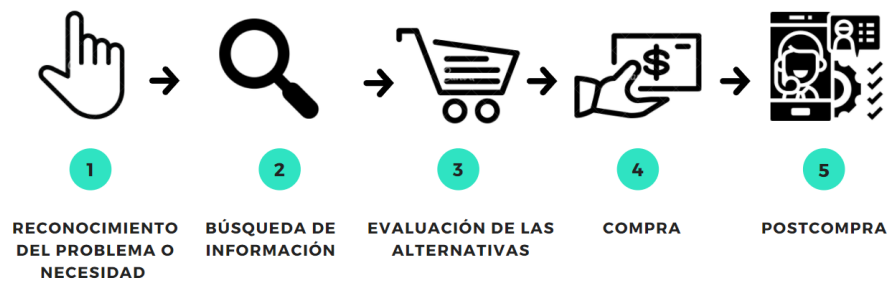 1
RECONOCIMIENTO
DEL PROBLEMA O
NECESIDAD
2
BÚSQUEDA DE
INFORMACIÓN
3
EVALUACIÓN DE LAS
ALTERNATIVAS
$
4
COMPRA
5
POSTCOMPRA